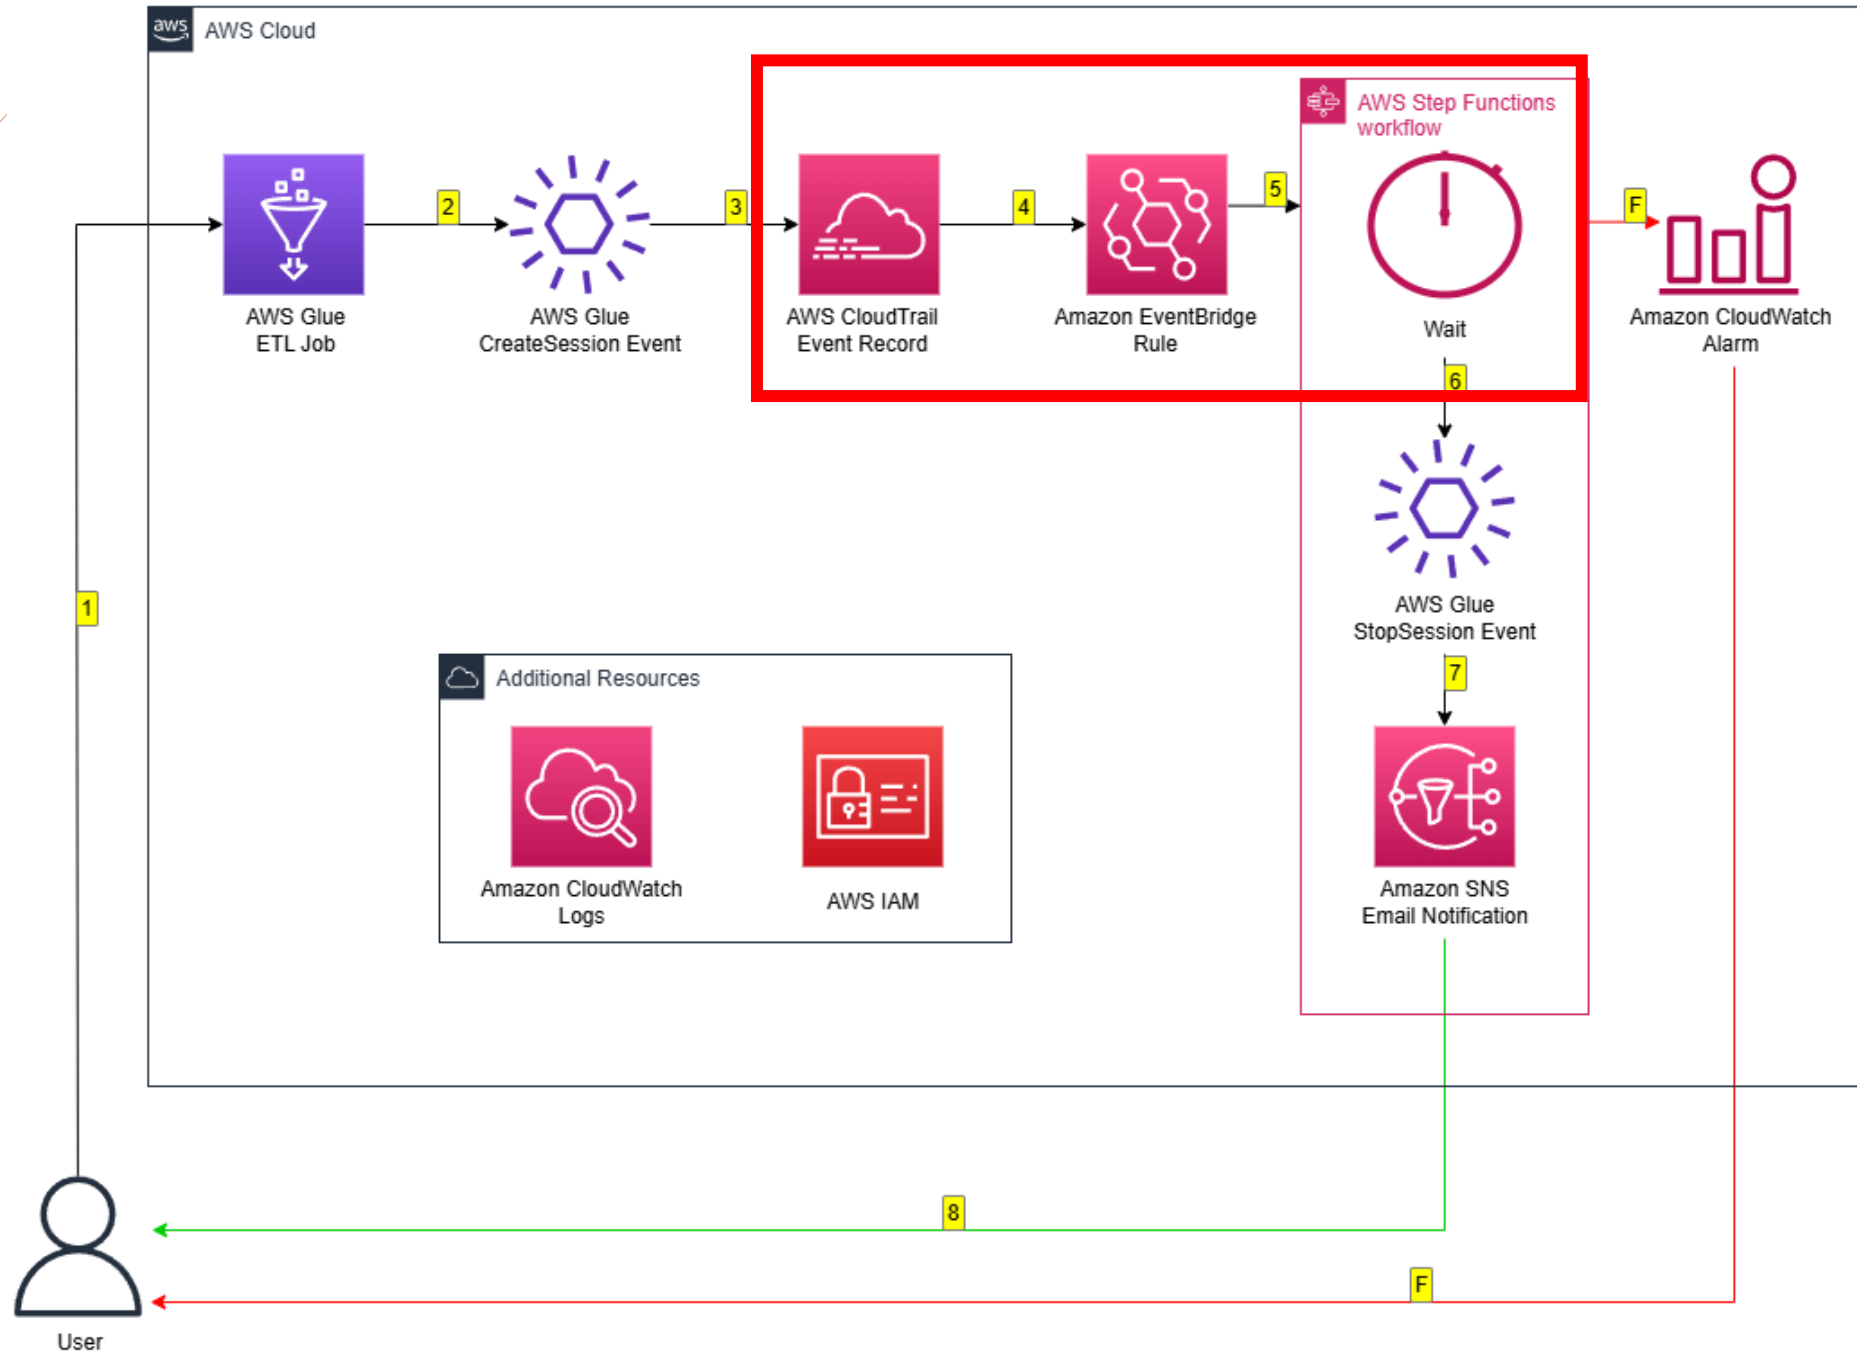 aws
AWS Cloud
AWS Step Functions
workflow
2
3
4
5
F
AWS Glue
ETL Job
AWS Glue
CreateSession Event
AWS CloudTrail
Event Record
Amazon EventBridge
Rule
Wait
Amazon CloudWatch
Alarm
6
AWS Glue
StopSession Event
1
7
Additional Resources
Amazon CloudWatch
Logs
AWS IAM
Amazon SNS
Email Notification
8
F
User